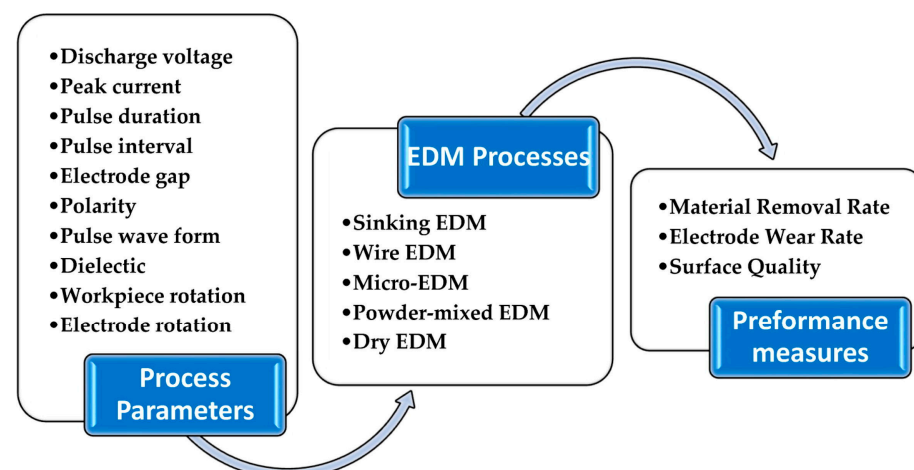 •Discharge voltage
•Peak current
•Pulse duration
•Pulse interval
•Electrode gap
•Polarity
•Pulse wave form
•Dielectic
•Workpiece rotation
•Electrode rotation
Process
Parameters
EDM Processes
•Sinking EDM
•Wire EDM
•Micro-EDM
•Powder-mixed EDM
•Dry EDM
•Material Removal Rate
•Electrode Wear Rate
•Surface Quality
Preformance
measures